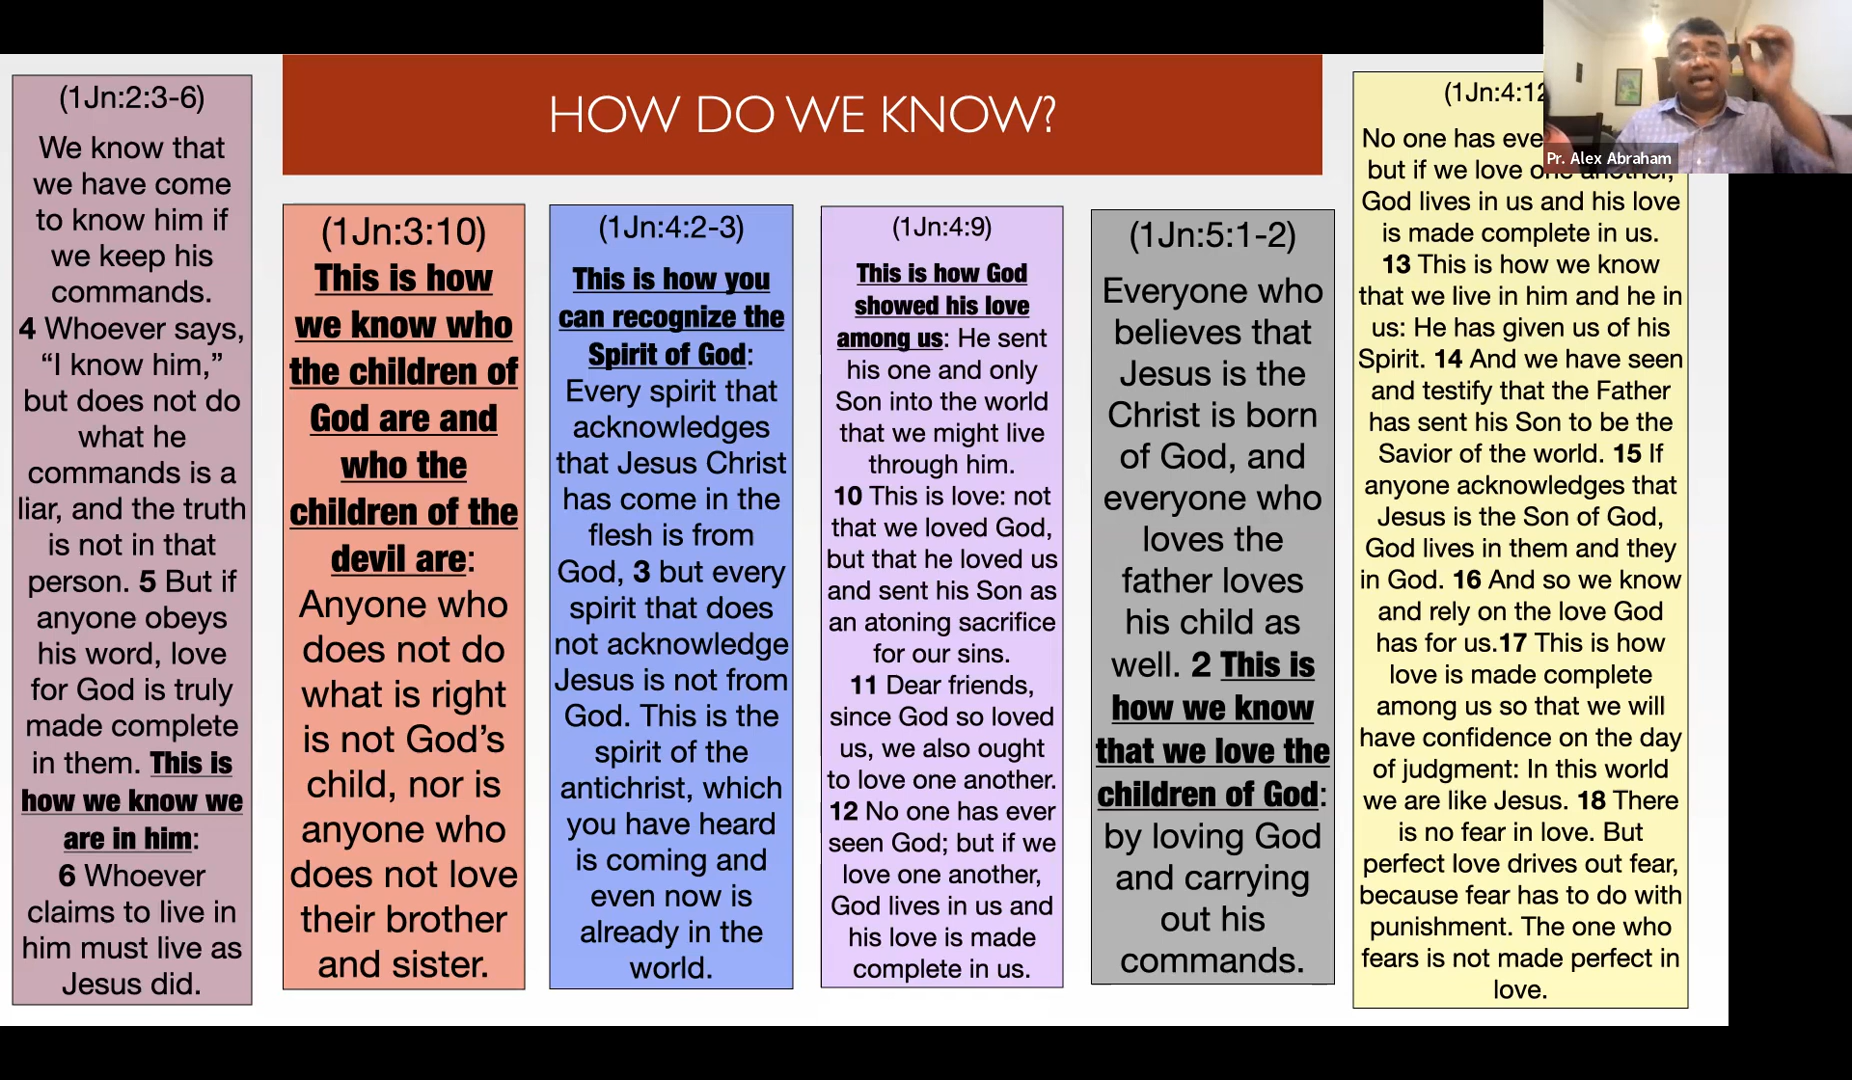 HOW DO WE KNOW?
(1Jn:2:3-6)
We know that
we have come
to know him if
we keep his
commands.
4 Whoever says,
“I know him,”
but does not do
what he
commands is a
liar, and the truth
is not in that
person. 5 But if
anyone obeys
his word, love
for God is truly
made complete
in them. This is
how we know we
are in him:
6 Whoever
claims to live in
him must live as
Jesus did.
(1Jn:3:10)
This is how
we know who
the children of
God are and
who the
children of the
devil are:
Anyone who
does not do
what is right
is not God’s
child, nor is
anyone who
does not love
their brother
and sister.
(1Jn:4:2-3)
This is how you
can recognize the
Spirit of God:
Every spirit that
acknowledges
that Jesus Christ
has come in the
flesh is from
God, 3 but every
spirit that does
not acknowledge
Jesus is not from
God. This is the
spirit of the
antichrist, which
you have heard
is coming and
even now is
already in the
world.
(1Jn:4:9)
This is how God
showed his love
among us: He sent
his one and only
Son into the world
that we might live
through him.
10 This is love: not
that we loved God,
but that he loved us
and sent his Son as
an atoning sacrifice
for our sins.
11 Dear friends,
since God so loved
us, we also ought
to love one another.
12 No one has ever
seen God; but if we
love one another,
God lives in us and
his love is made
complete in us.
(1Jn:5:1-2)
Everyone who
believes that
Jesus is the
Christ is born
of God, and
everyone who
loves the
father loves
his child as
well. 2 This is
how we know
that we love the
children of God:
by loving God
and carrying
out his
commands.
(1Jn:4:12
No one has eve
but if we love one another,
God lives in us and his love
is made complete in us.
13 This is how we know
that we live in him and he in
us: He has given us of his
Spirit. 14 And we have seen
and testify that the Father
has sent his Son to be the
Savior of the world. 15 If
anyone acknowledges that
Jesus is the Son of God,
God lives in them and they
in God. 16 And so we know
and rely on the love God
has for us.17 This is how
love is made complete
among us so that we will
have confidence on the day
of judgment: In this world
we are like Jesus. 18 There
is no fear in love. But
perfect love drives out fear,
because fear has to do with
punishment. The one who
fears is not made perfect in
love.
Pr. Alex Abraham